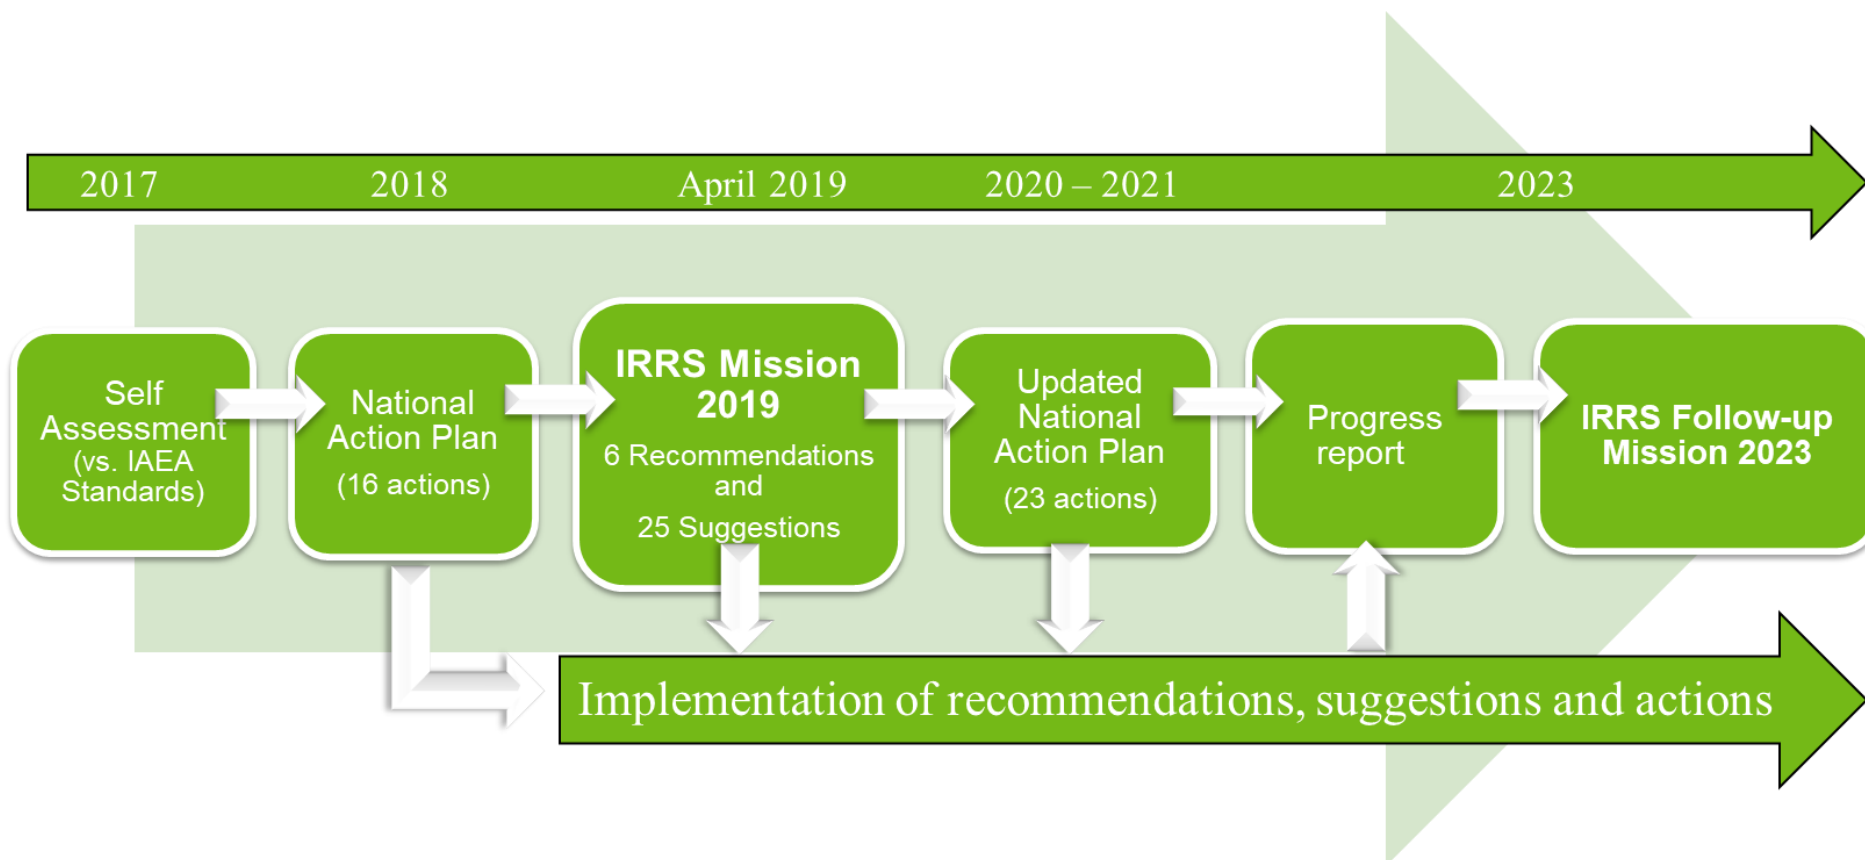 2017
2018
April 2019
2020 – 2021
2023
Self
Assessment
(vs. IAEA
Standards)
National
Action Plan
(16 actions)
IRRS Mission
2019
6 Recommendations
and
25 Suggestions
Updated
National
Action Plan
(23 actions)
Progress
report
IRRS Follow-up
Mission 2023
Implementation of recommendations, suggestions and actions